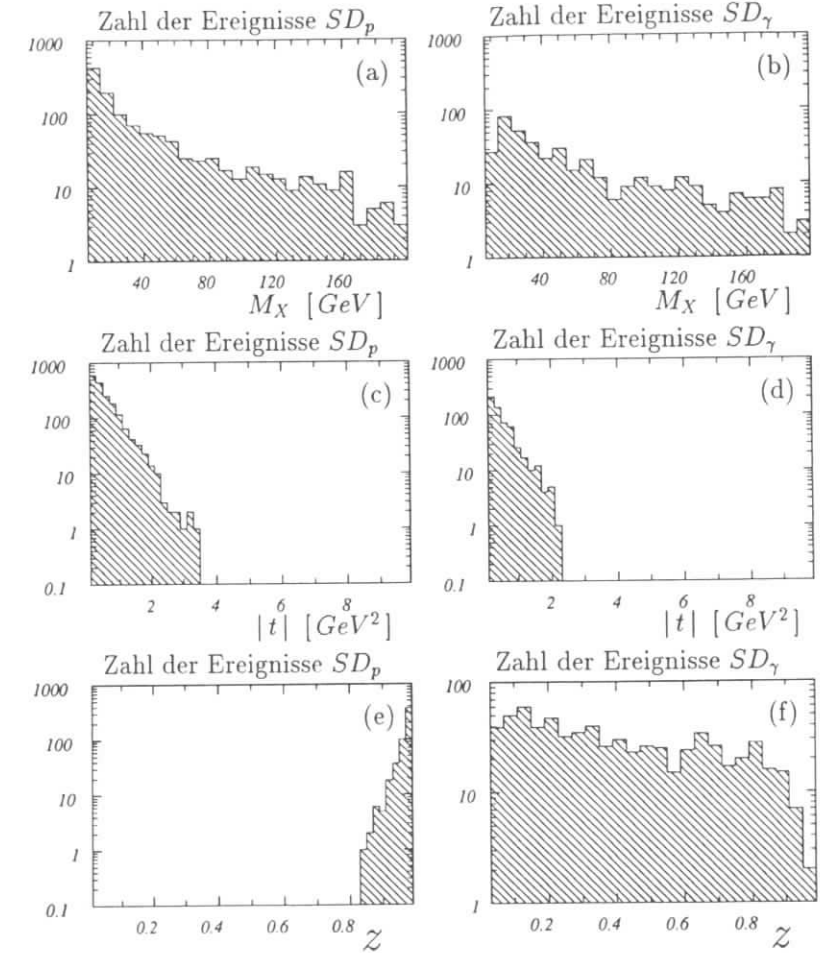 Zahl der Ereignisse SD_p
1000
100
10
1
(a)
40 80 120 160
M_X [GeV]
Zahl der Ereignisse SD_γ
1000
100
10
1
(b)
40 80 120 160
M_X [GeV]
Zahl der Ereignisse SD_p
1000
100
10
1
0.1
(c)
2 4 6 8
|t| [GeV²]
Zahl der Ereignisse SD_γ
1000
100
10
1
0.1
(d)
2 4 6 8
|t| [GeV²]
Zahl der Ereignisse SD_p
1000
100
10
1
0.1
(e)
0.2 0.4 0.6 0.8
z
Zahl der Ereignisse SD_γ
100
10
1
(f)
0.2 0.4 0.6 0.8
z